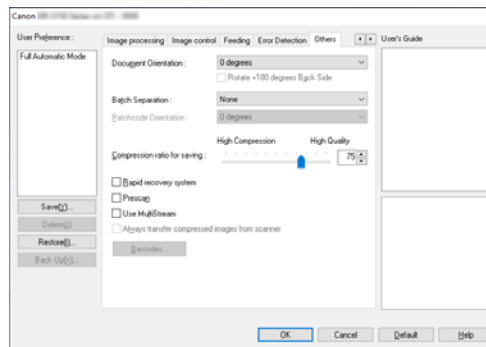 Canon
User Preference :
Full Automatic Mode
Save(Y)...
Delete(J)
Restore(I)...
Back Up(X)...
Image processing Image control Feeding Error Detection Others
Document Orientation : 0 degrees
Rotate +180 degrees Back Side
Batch Separation : None
Patchcode Orientation : 0 degrees
High Compression High Quality
Compression ratio for saving : 75
Rapid recovery system
Prescan
Use MultiStream
Always transfer compressed images from scanner
Barcodes...
User's Guide
OK Cancel Default Help